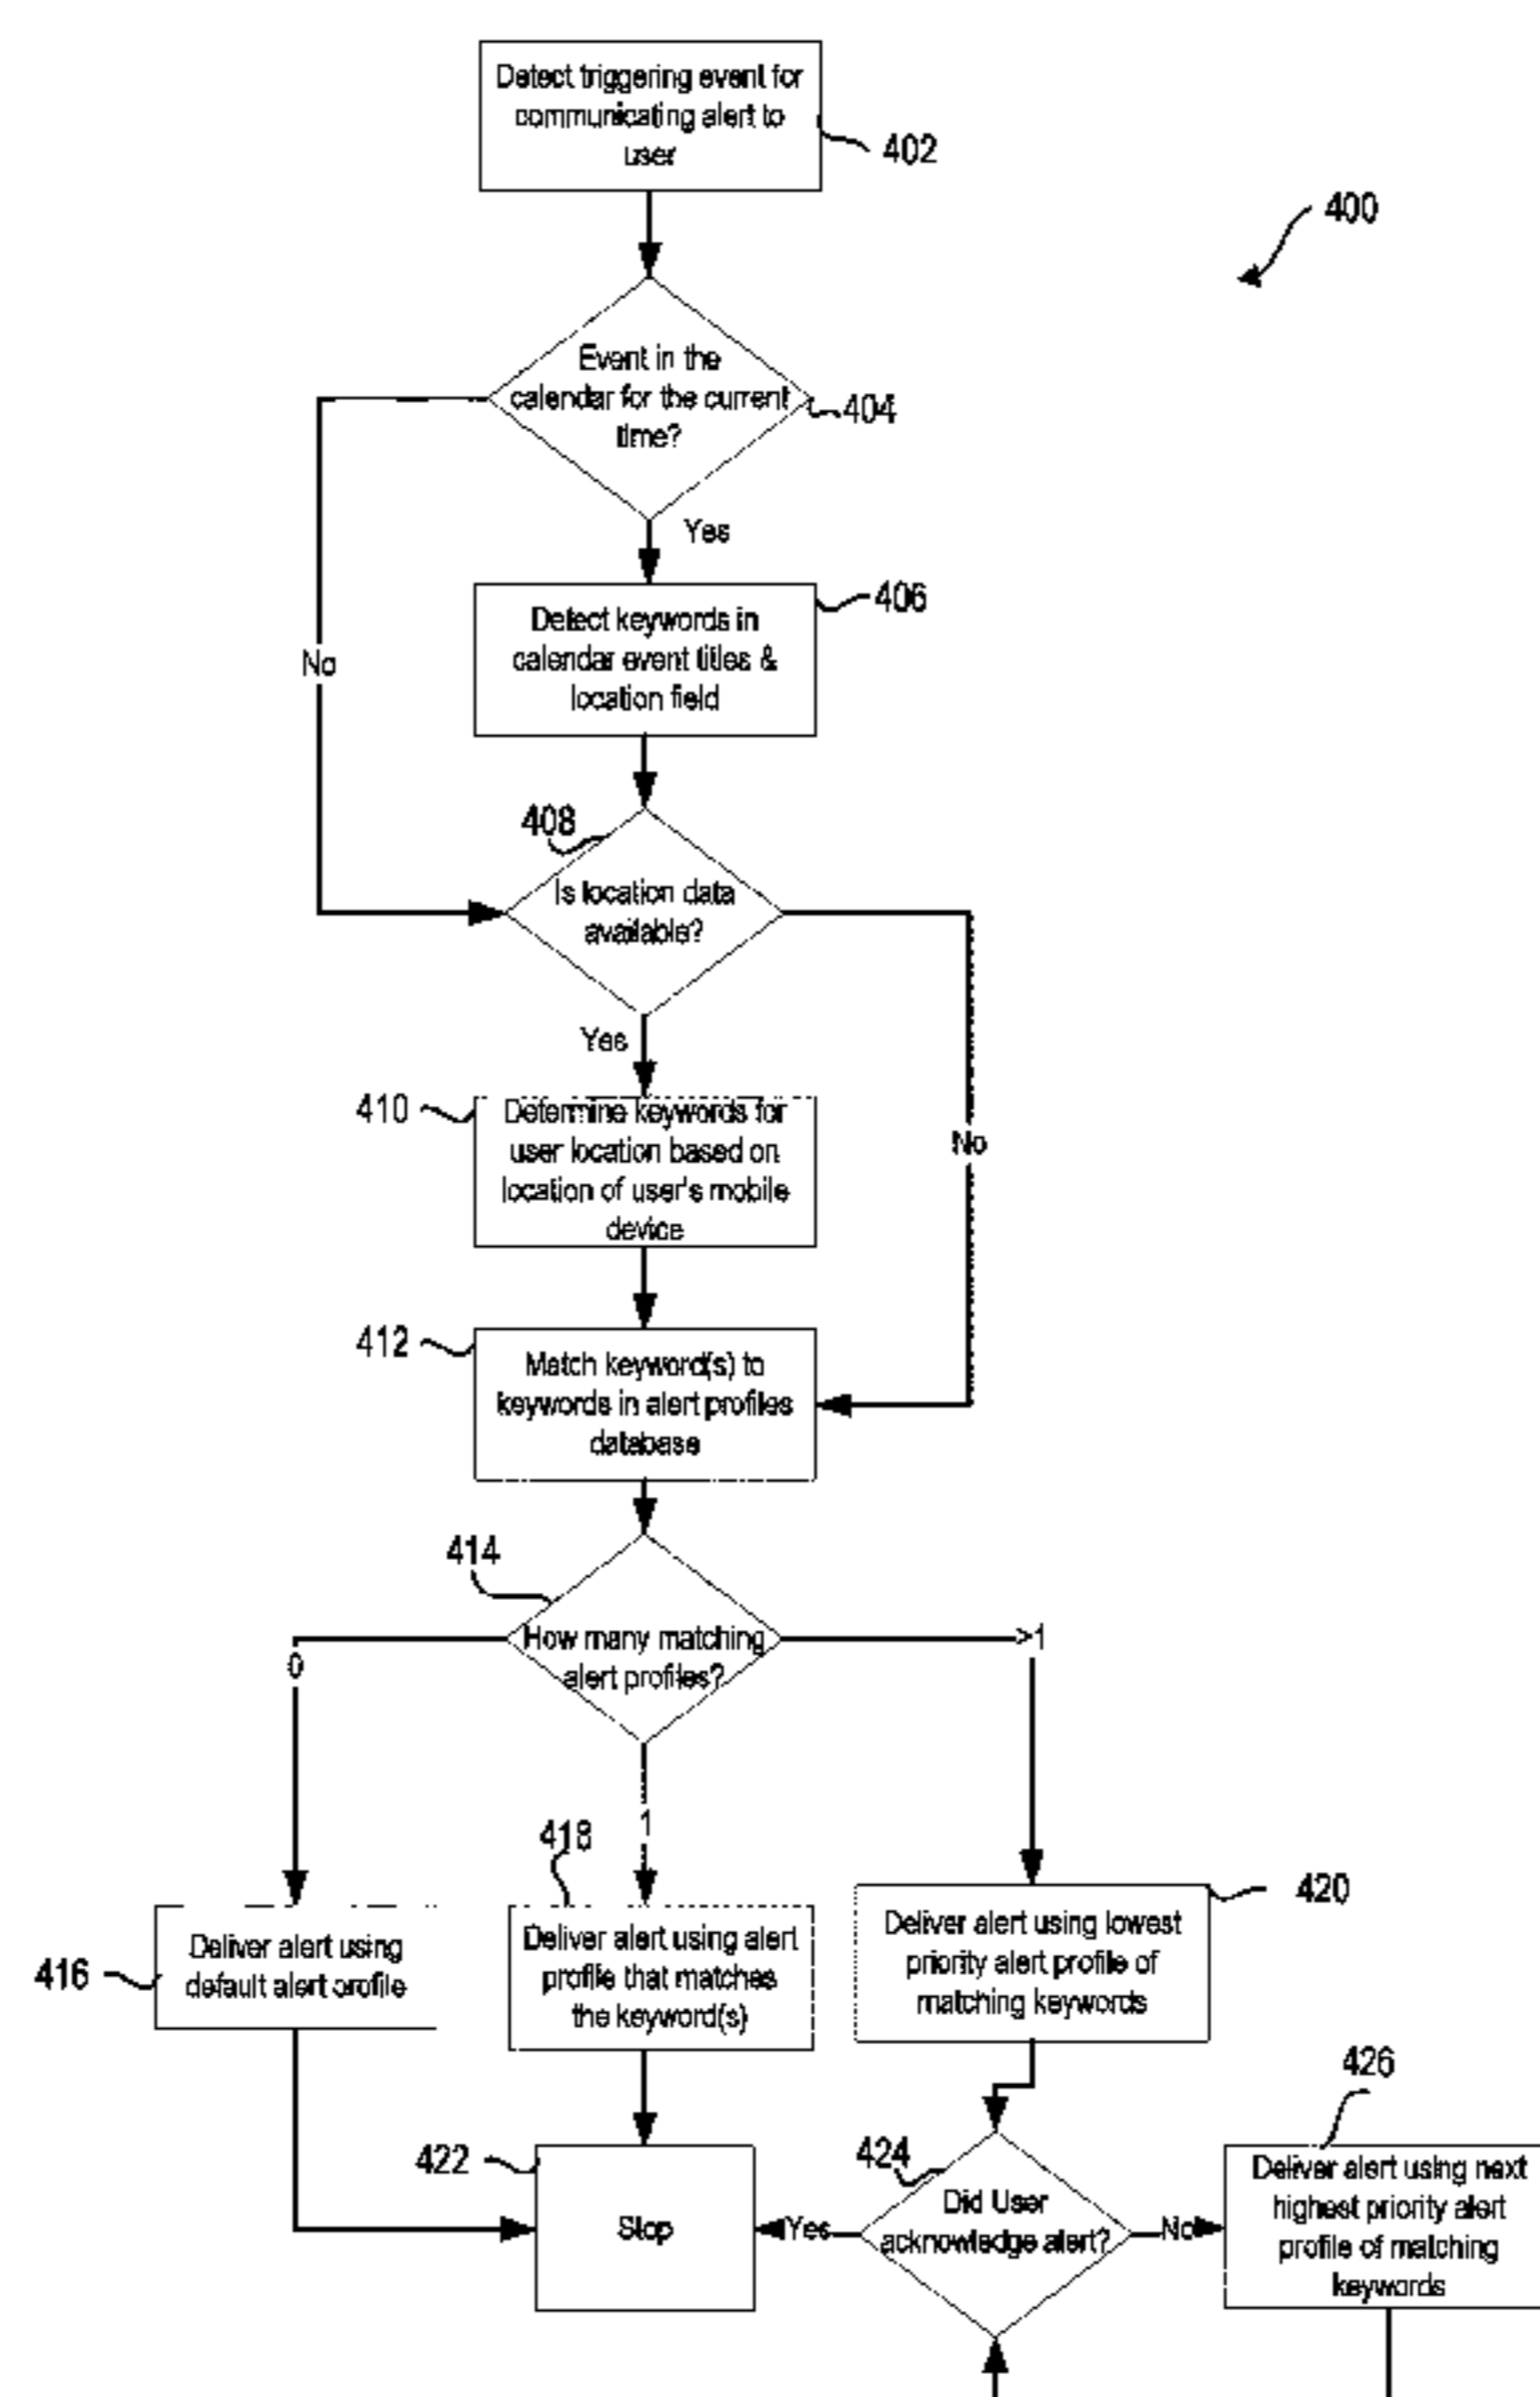 Detect triggering event for
communicating alert to
user
402
400
Event in the
calendar for the current
time?
404
Yes
406
Detect keywords in
calendar event titles &
location field
No
408
Is location data
available?
Yes
410
Determine keywords for
user location based on
location of user's mobile
device
No
412
Match keyword(s) to
keywords in alert profiles
database
414
How many matching
alert profiles?
0
>1
1
418
420
416
Deliver alert using
default alert profile
Deliver alert using alert
profile that matches
the keyword(s)
Deliver alert using lowest
priority alert profile of
matching keywords
426
422
Stop
424
Did User
acknowledge alert?
Yes
No
Deliver alert using next
highest priority alert
profile of matching
keywords